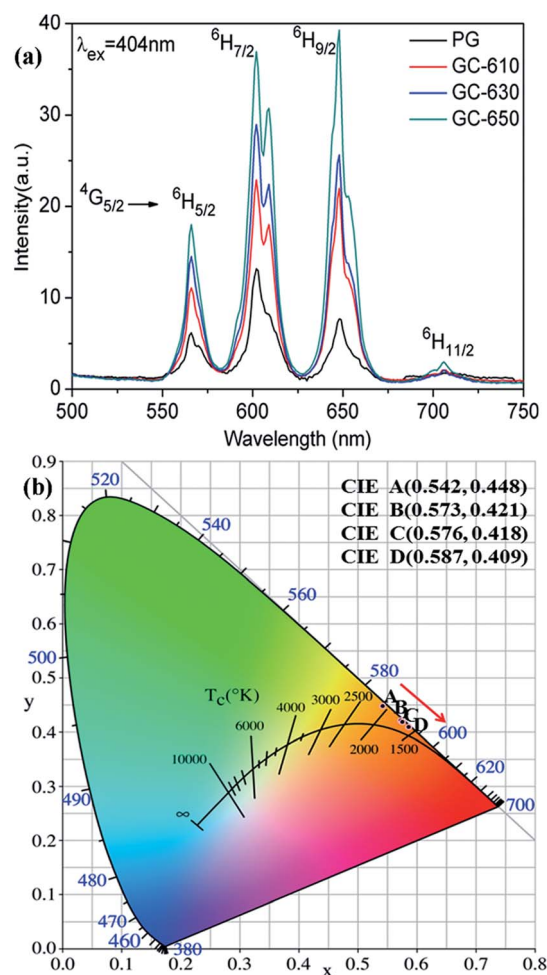 (a)
λex=404nm
6H7/2
6H9/2
PG
GC-610
GC-630
GC-650
4G5/2 → 6H5/2
6H11/2
Intensity(a.u.)
40
30
20
10
0
500 550 600 650 700 750
Wavelength (nm)
(b)
CIE A(0.542, 0.448)
CIE B(0.573, 0.421)
CIE C(0.576, 0.418)
CIE D(0.587, 0.409)
0.9
0.8
0.7
0.6
0.5
y
0.4
0.3
0.2
0.1
0.0
520
540
560
500
580
A
B
C
D
Tc(°K)
4000
3000
2500
6000
10000
2000
1500
600
620
∞
490
700
480
470
460
380
0.0 0.1 0.2 0.3 0.4 0.5 0.6 0.7 0.8
x